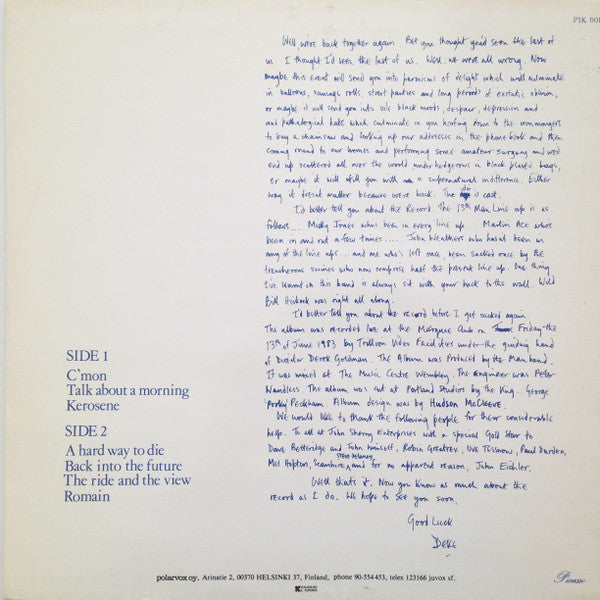 PIK 001
Well, we're back together again. Bet you thought you'd seen the last of
us. I thought I'd seen the last of us. Well, we were all wrong. Now
maybe this event will send you into paroxisms of delight which will culminate
in balloons, sausage rolls, street parties and long periods of ecstatic oblivion,
or maybe it will send you into vile black moods, despair, depression and
and pathological hate which culminate in you hurtling down to the ironmongers
to buy a chainsaw and looking up our addresses in the phone book and then
coming round to our homes and performing some amateur surgery and we'd
end up scattered all over the world under hedgerows in black plastic bags,
or maybe it will fill you with a supernatural indifference. Either
way it dosent matter because we're back. The die is cast.
I'd better tell you about the Record. The 13th Man Line up is as
follows... Micky Jones who's been in every line up. Martin Ace who's
been in and out a few times..... John Weathers who hasnt been in
any of the line ups... and me who's left once, been sacked once by the
treacherous swines who now comprise half the present line up. One thing
I've learnt in this band is always sit with your back to the wall. Wild
Bill Hickock was right all along.
I'd better tell you about the record before I get sacked again.
The album was recorded live at the Marquee Club on Friday the
13th of June 1983 by Trillion Video Facilities under the guiding hand
of Director Derek Goldman. The Album was Produced by the Man band.
It was mixed at The Music Centre Wembley. The Engineer was Peter
Wandless. The album was cut at Portland Studios by the King - George
Porky Peckham. Album design was by Hudson McCleeve.
We would like to thank the following people for their considerable
help. To all at John Sherry Enterprises with a special Gold Star to
Dave Betteridge and John himself, Robin Greatrex, Uwe Tessnow, Paul Durden,
Mel Hopton, Seamus, Steve Delaney and for no apparent reason, John Eichler.
Well that's it. Now you know as much about the
record as I do. We hope to see you soon.
Good Luck
Deke
SIDE 1
C'mon
Talk about a morning
Kerosene
SIDE 2
A hard way to die
Back into the future
The ride and the view
Romain
polarvox oy, Arinatie 2, 00370 HELSINKI 37, Finland, phone 90-554 453, telex 123166 juvox sf.
Picasso